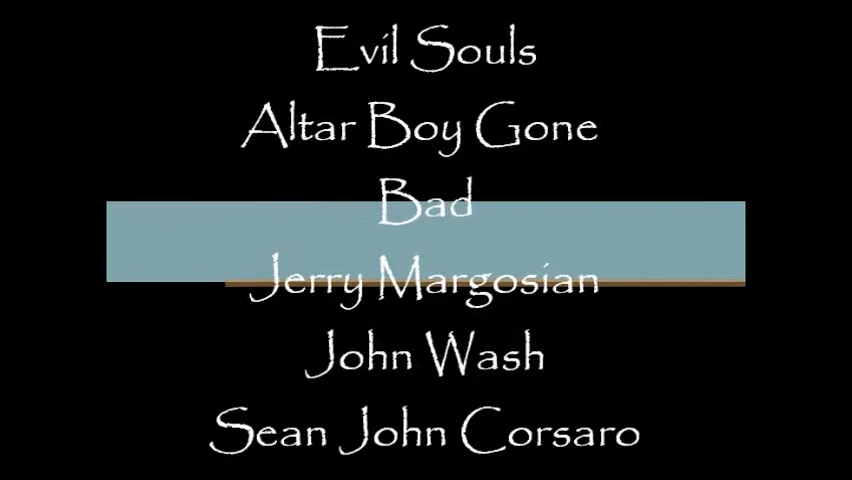 Evil Souls
Altar Boy Gone
Bad
Jerry Margosian
John Wash
Sean John Corsaro